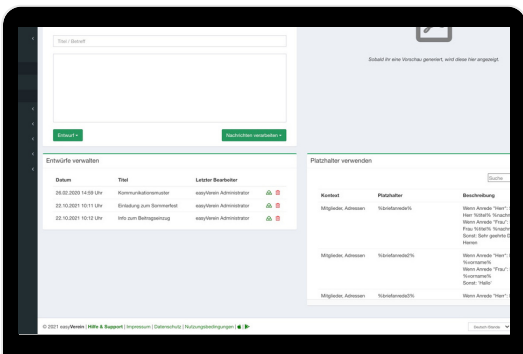 Titel / Betreff
Sobald ihr eine Vorschau generiert, wird diese hier angezeigt.
Entwurf
Nachrichten verarbeiten
Entwürfe verwalten
Platzhalter verwenden
Suche
Datum Titel Letzter Bearbeiter
26.02.2020 14:59 Uhr Kommunikationsmuster easyVerein Administrator
22.10.2021 10:11 Uhr Einladung zum Sommerfest easyVerein Administrator
22.10.2021 10:12 Uhr Info zum Beitragseinzug easyVerein Administrator
Kontext Platzhalter Beschreibung
Mitglieder, Adressen %briefanrede% Wenn Anrede "Herr":
Herr %titel% %nachn
Wenn Anrede "Frau":
Frau %titel% %nachn
Sonst: Sehr geehrte D
Herren
Mitglieder, Adressen %briefanrede2% Wenn Anrede "Herr":
%vorname%
Wenn Anrede "Frau":
%vorname%
Sonst: 'Hallo'
Mitglieder, Adressen %briefanrede3% Wenn Anrede "Herr":
© 2021 easyVerein | Hilfe & Support | Impressum | Datenschutz | Nutzungsbedingungen |